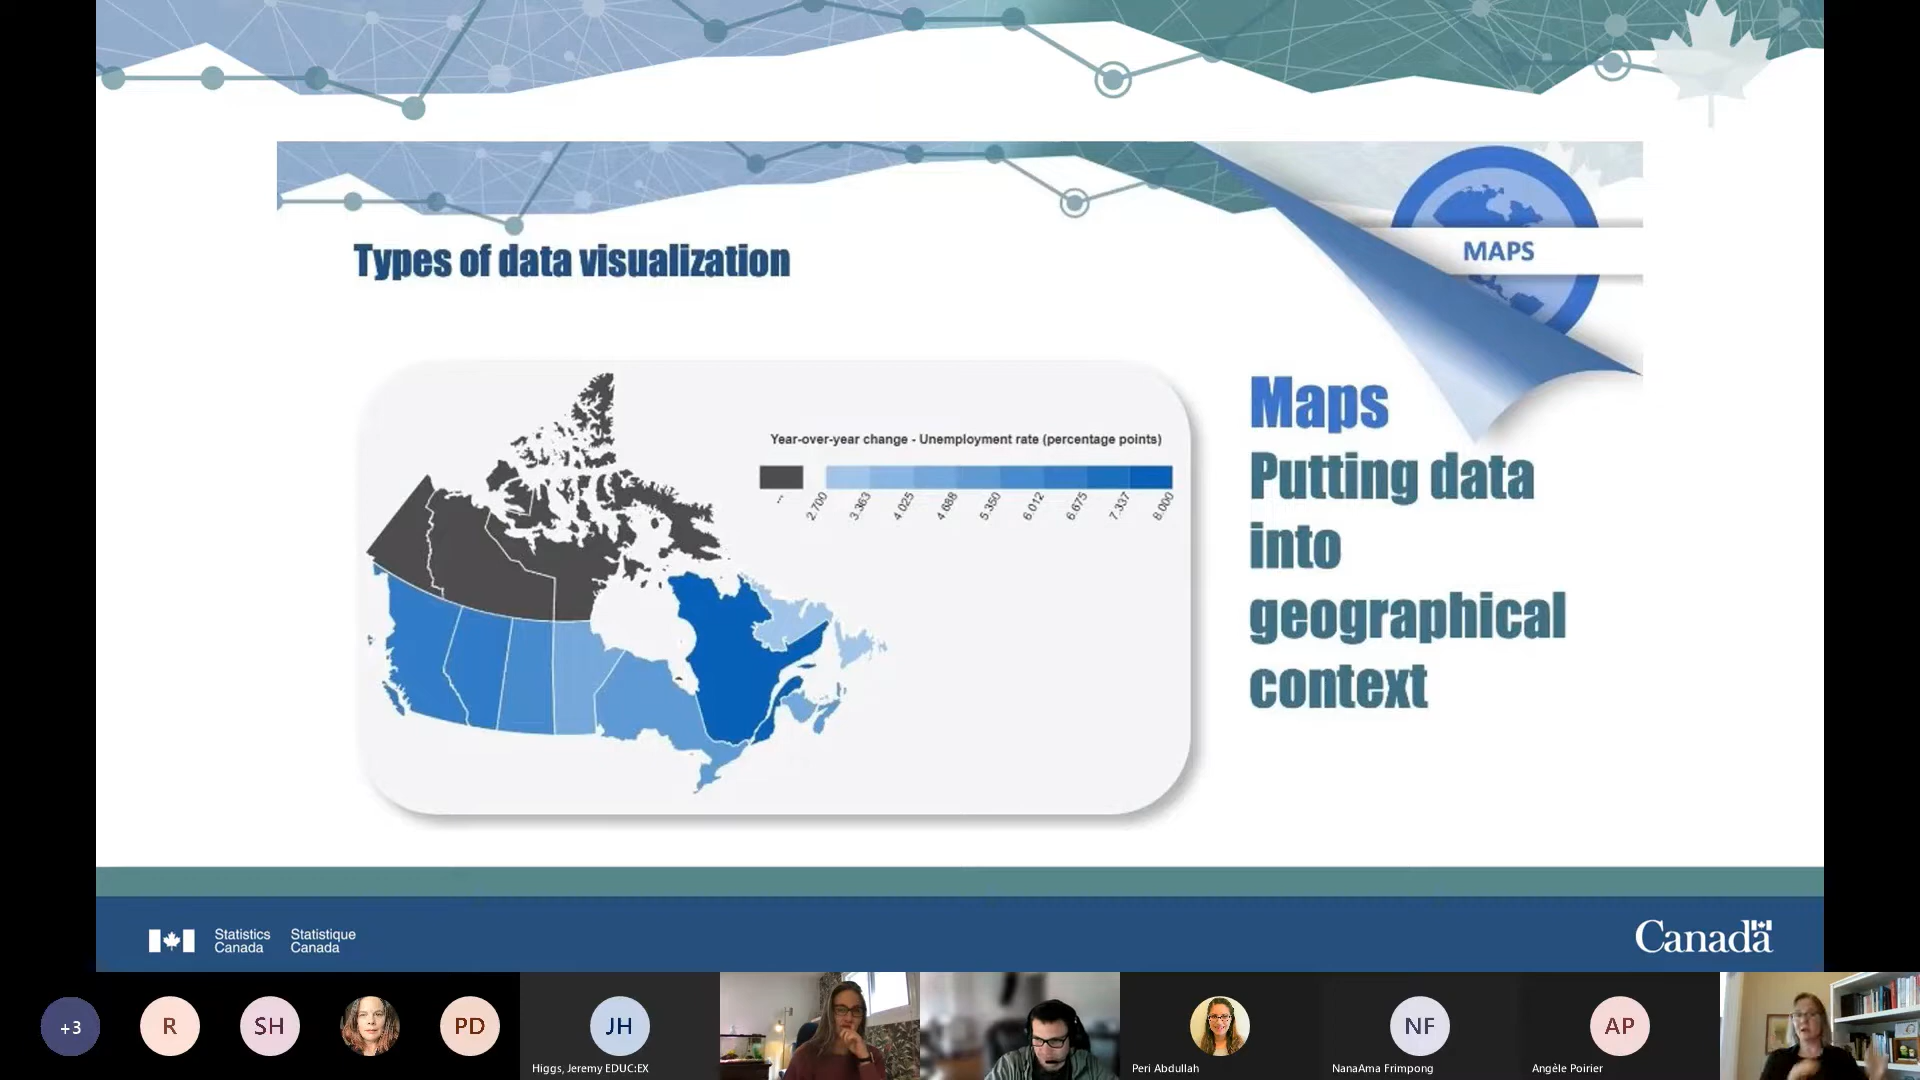 MAPS
Types of data visualization
Maps
Putting data
into
geographical
context
Year-over-year change - Unemployment rate (percentage points)
...
2.700
3.363
4.025
4.688
5.350
6.012
6.675
7.337
8.000
Statistics
Canada
Statistique
Canada
Canada
+3
R
SH
PD
JH
Higgs, Jeremy EDUC:EX
Peri Abdullah
NF
NanaAma Frimpong
AP
Angèle Poirier